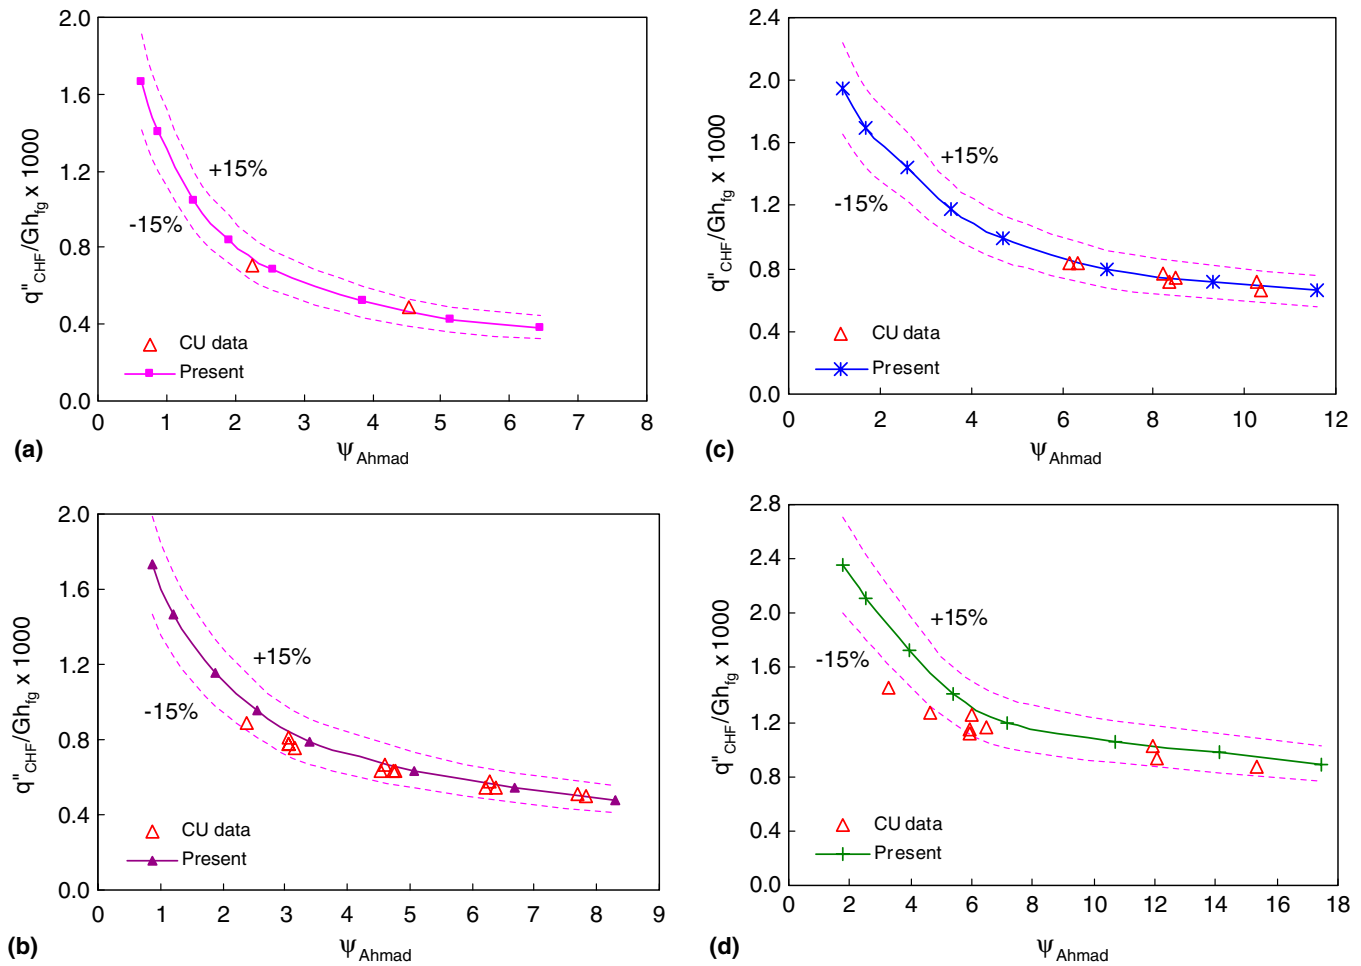 2.0
1.6
1.2
0.8
0.4
0.0
q"CHF/Ghfg x 1000
+15%
-15%
CU data
Present
0 1 2 3 4 5 6 7 8
(a)
ψAhmad
2.4
2.0
1.6
1.2
0.8
0.4
0.0
q"CHF/Ghfg x 1000
+15%
-15%
CU data
Present
0 2 4 6 8 10 12
(c)
ψAhmad
2.0
1.6
1.2
0.8
0.4
0.0
q"CHF/Ghfg x 1000
+15%
-15%
CU data
Present
0 1 2 3 4 5 6 7 8 9
(b)
ψAhmad
2.8
2.4
2.0
1.6
1.2
0.8
0.4
0.0
q"CHF/Ghfg x 1000
+15%
-15%
CU data
Present
0 2 4 6 8 10 12 14 16 18
(d)
ψAhmad